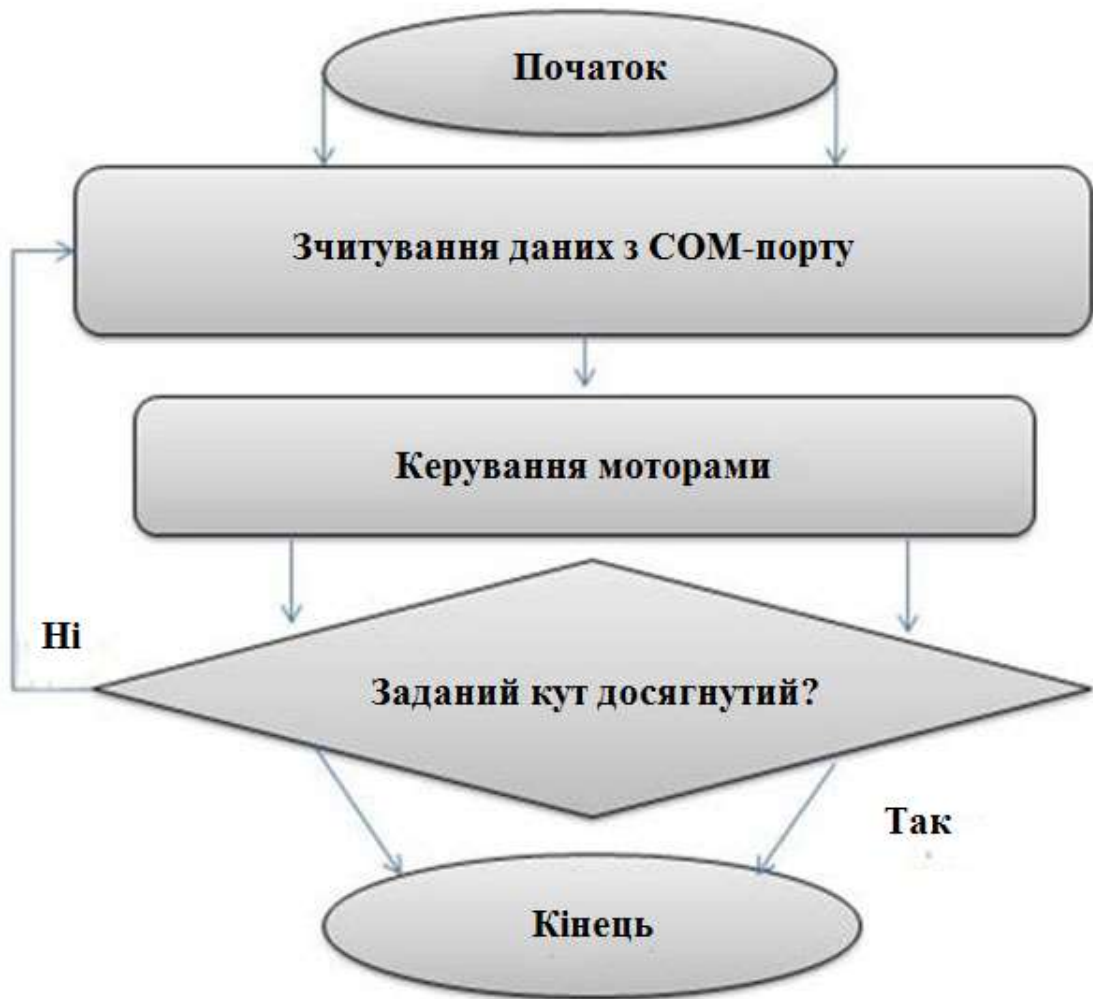 Початок
Зчитування даних з COM-порту
Керування моторами
Ні
Заданий кут досягнутий?
Так
Кінець